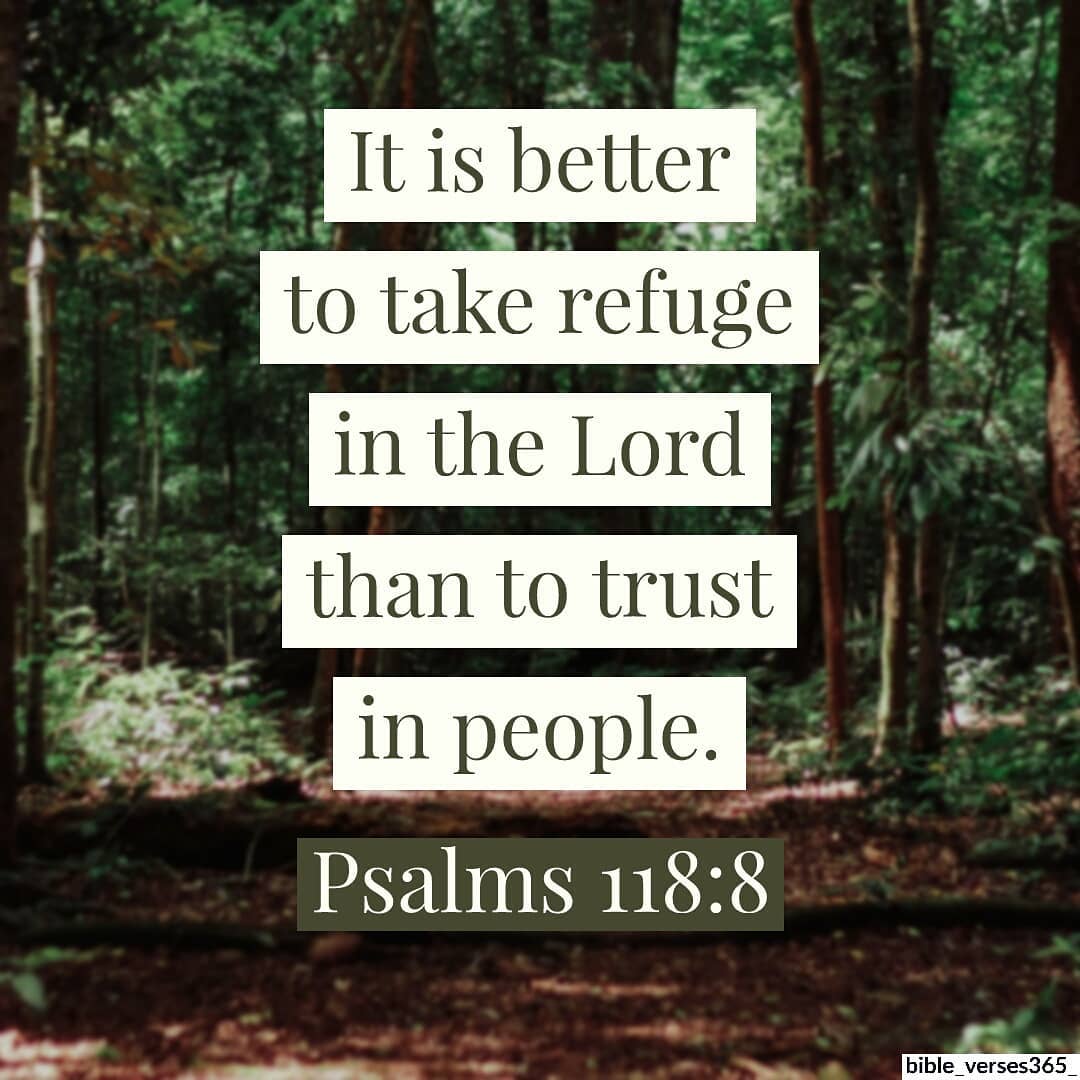 It is better
to take refuge
in the Lord
than to trust
in people.
Psalms 118:8
bible_verses365_